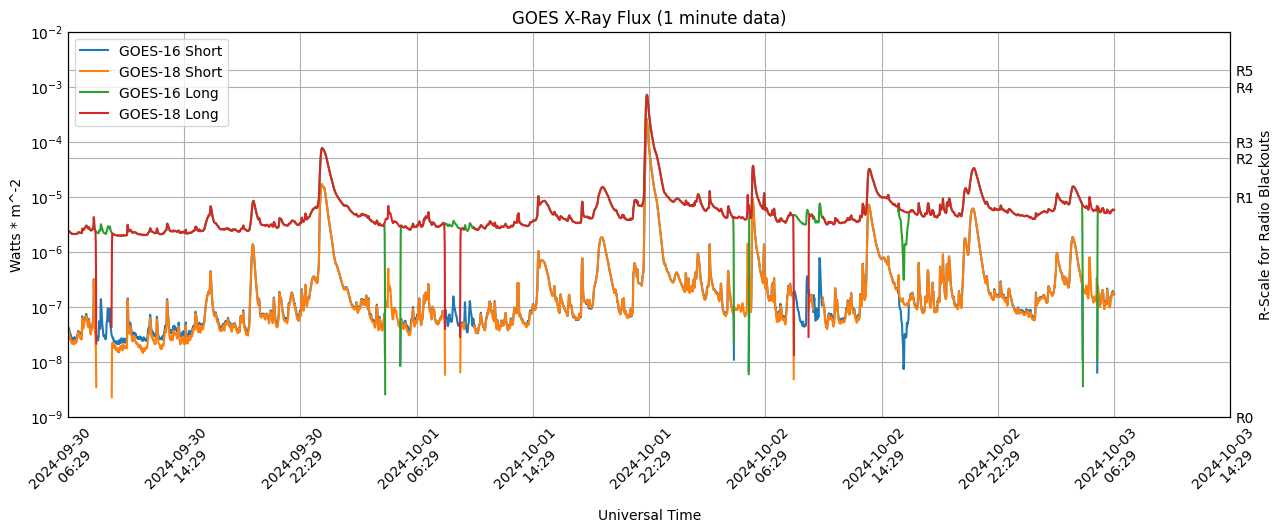 GOES X-Ray Flux (1 minute data)
GOES-16 Short
GOES-18 Short
GOES-16 Long
GOES-18 Long
10^-2
10^-3
10^-4
10^-5
10^-6
10^-7
10^-8
10^-9
Watts * m^-2
R5
R4
R3
R2
R1
R0
R-Scale for Radio Blackouts
2024-09-30
06:29
2024-09-30
14:29
2024-09-30
22:29
2024-10-01
06:29
2024-10-01
14:29
2024-10-01
22:29
2024-10-02
06:29
2024-10-02
14:29
2024-10-02
22:29
2024-10-03
06:29
2024-10-03
14:29
Universal Time